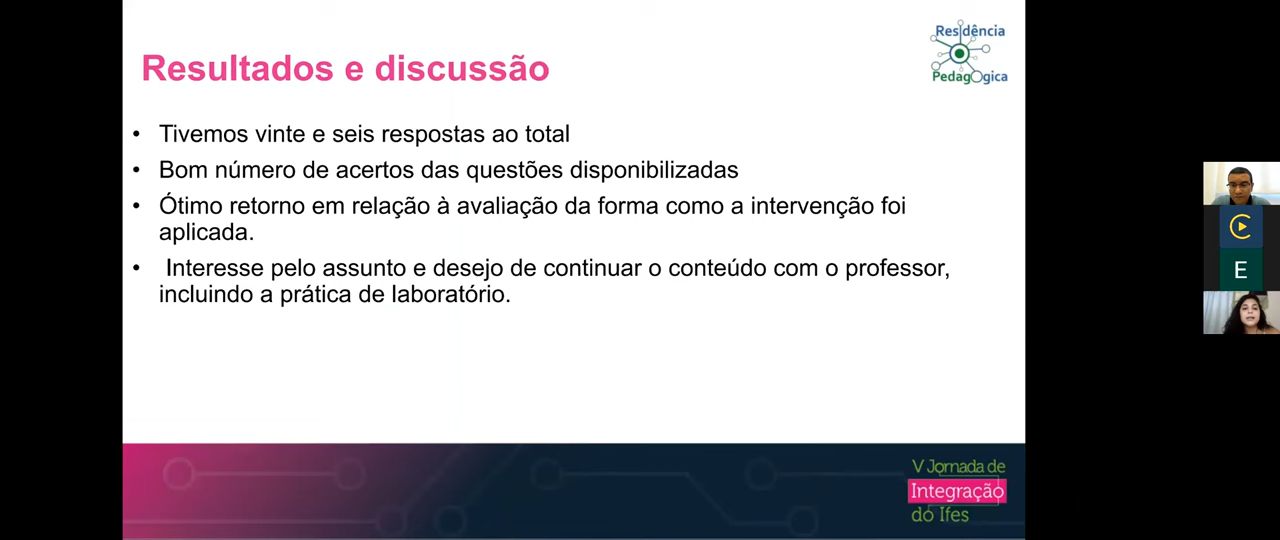 Residência
Pedagógica
Resultados e discussão
• Tivemos vinte e seis respostas ao total
• Bom número de acertos das questões disponibilizadas
• Ótimo retorno em relação à avaliação da forma como a intervenção foi
aplicada.
• Interesse pelo assunto e desejo de continuar o conteúdo com o professor,
incluindo a prática de laboratório.
E
V Jornada de
Integração
do Ifes